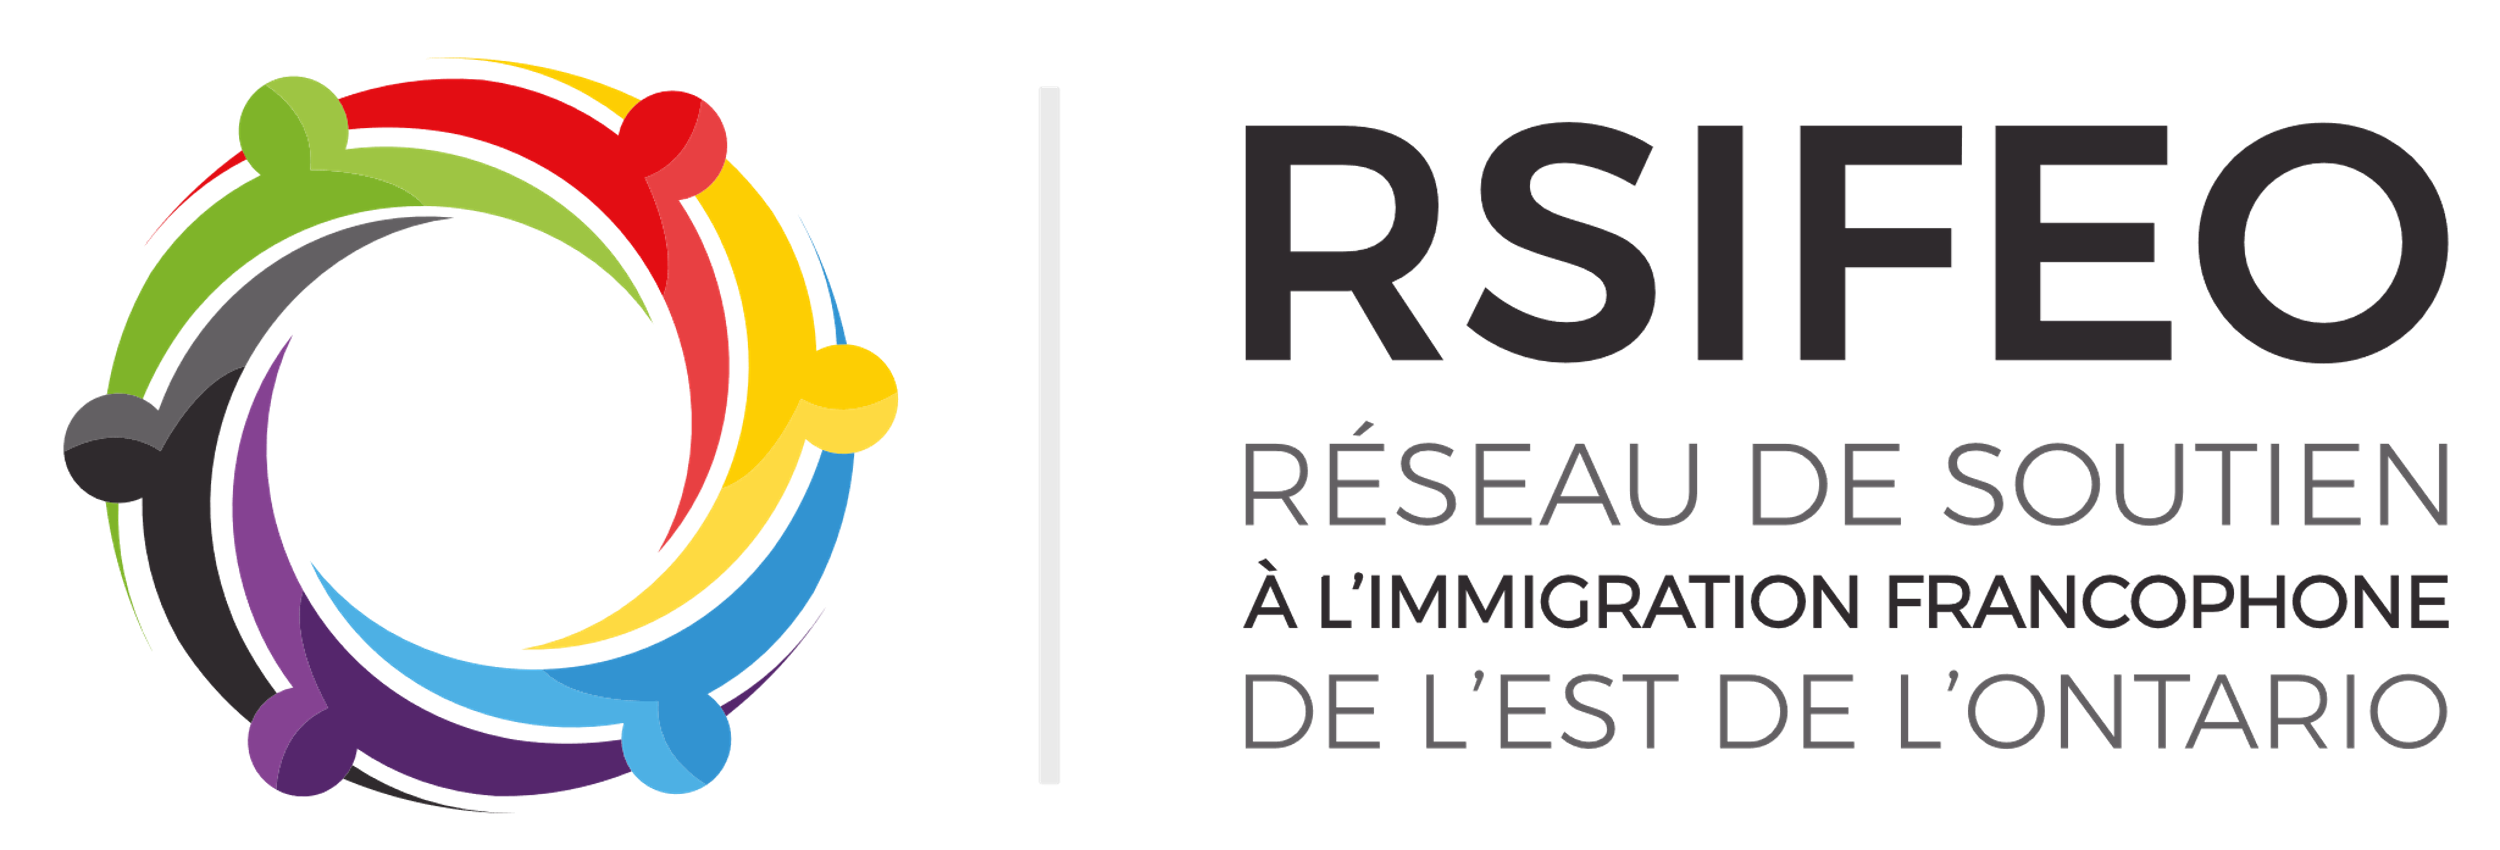 RSIFEO
RÉSEAU DE SOUTIEN
À L'IMMIGRATION FRANCOPHONE
DE L'EST DE L'ONTARIO